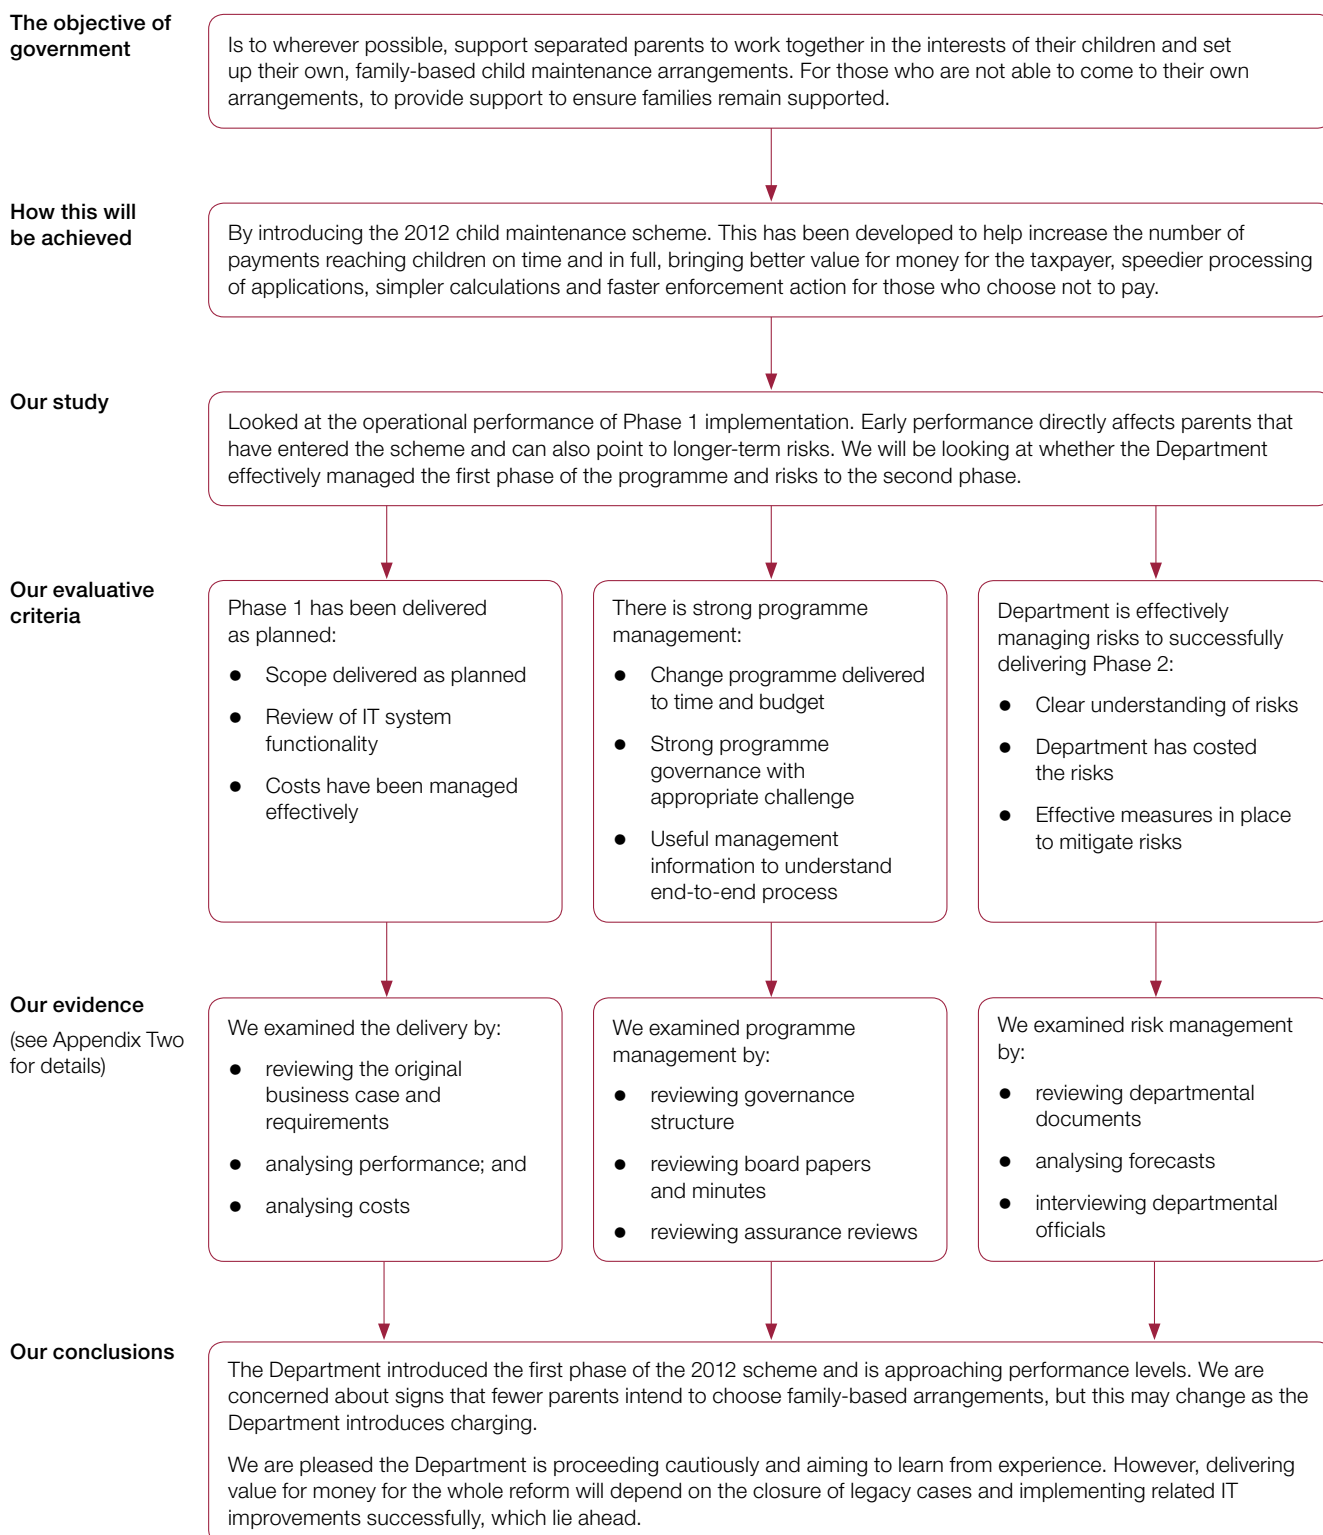 The objective of
government
Is to wherever possible, support separated parents to work together in the interests of their children and set
up their own, family-based child maintenance arrangements. For those who are not able to come to their own
arrangements, to provide support to ensure families remain supported.
How this will
be achieved
By introducing the 2012 child maintenance scheme. This has been developed to help increase the number of
payments reaching children on time and in full, bringing better value for money for the taxpayer, speedier processing
of applications, simpler calculations and faster enforcement action for those who choose not to pay.
Our study
Looked at the operational performance of Phase 1 implementation. Early performance directly affects parents that
have entered the scheme and can also point to longer-term risks. We will be looking at whether the Department
effectively managed the first phase of the programme and risks to the second phase.
Our evaluative
criteria
Phase 1 has been delivered
as planned:
● Scope delivered as planned
● Review of IT system
functionality
● Costs have been managed
effectively
There is strong programme
management:
● Change programme delivered
to time and budget
● Strong programme
governance with
appropriate challenge
● Useful management
information to understand
end-to-end process
Department is effectively
managing risks to successfully
delivering Phase 2:
● Clear understanding of risks
● Department has costed
the risks
● Effective measures in place
to mitigate risks
Our evidence
(see Appendix Two
for details)
We examined the delivery by:
● reviewing the original
business case and
requirements
● analysing performance; and
● analysing costs
We examined programme
management by:
● reviewing governance
structure
● reviewing board papers
and minutes
● reviewing assurance reviews
We examined risk management
by:
● reviewing departmental
documents
● analysing forecasts
● interviewing departmental
officials
Our conclusions
The Department introduced the first phase of the 2012 scheme and is approaching performance levels. We are
concerned about signs that fewer parents intend to choose family-based arrangements, but this may change as the
Department introduces charging.
We are pleased the Department is proceeding cautiously and aiming to learn from experience. However, delivering
value for money for the whole reform will depend on the closure of legacy cases and implementing related IT
improvements successfully, which lie ahead.